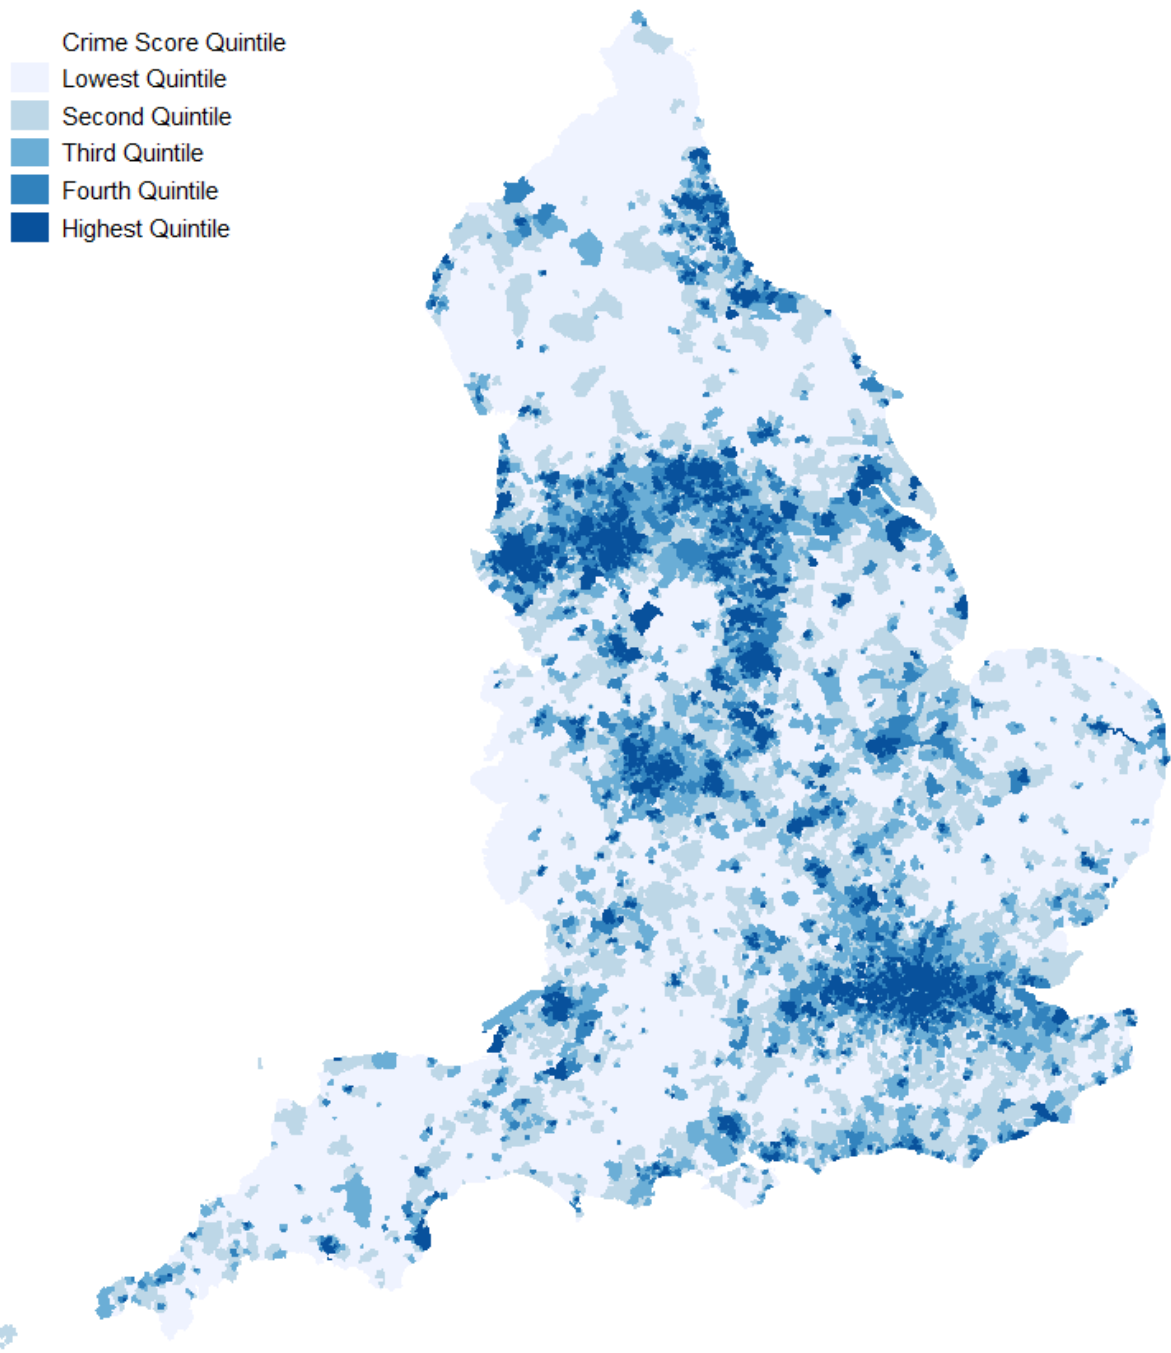 Crime Score Quintile
Lowest Quintile
Second Quintile
Third Quintile
Fourth Quintile
Highest Quintile